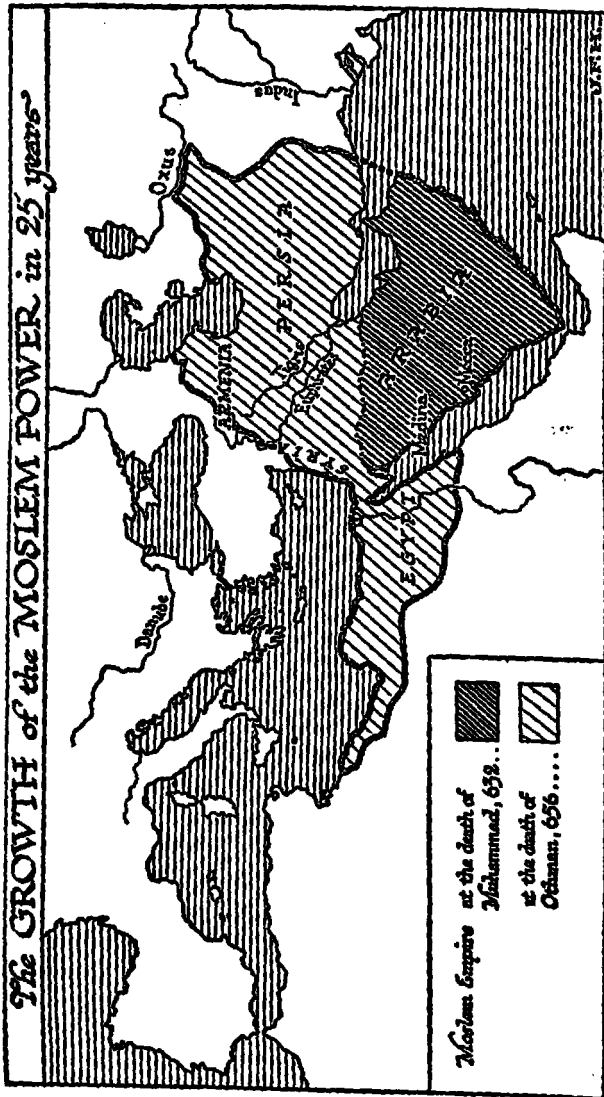 The GROWTH of the MOSLEM POWER in 25 years
Oxus
Indus
Danube
ARMENIA
PERSIA
Tigris
Euphrates
SYRIA
ARABIA
Medina
Mecca
EGYPT
Moslem Empire at the death of
Muhammad, 632..
at the death of
Othman, 656....
J.F.H.